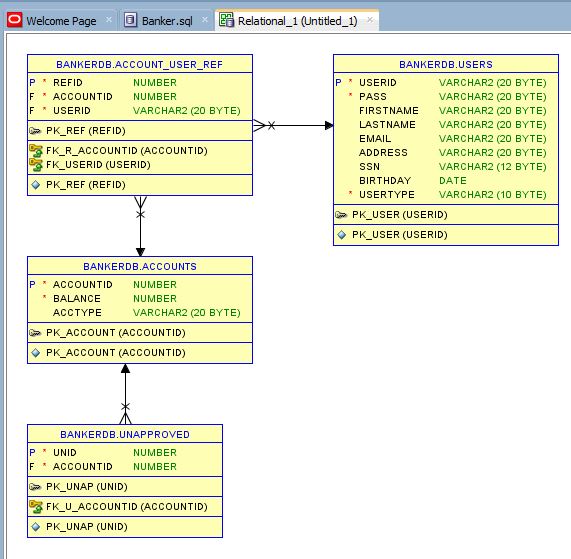 Welcome Page
Banker.sql
Relational_1 (Untitled_1)
BANKERDB.ACCOUNT_USER_REF
P * REFID NUMBER
F * ACCOUNTID NUMBER
F * USERID VARCHAR2 (20 BYTE)
PK_REF (REFID)
FK_R_ACCOUNTID (ACCOUNTID)
FK_USERID (USERID)
PK_REF (REFID)
BANKERDB.USERS
P * USERID VARCHAR2 (20 BYTE)
* PASS VARCHAR2 (20 BYTE)
FIRSTNAME VARCHAR2 (20 BYTE)
LASTNAME VARCHAR2 (20 BYTE)
EMAIL VARCHAR2 (20 BYTE)
ADDRESS VARCHAR2 (20 BYTE)
SSN VARCHAR2 (12 BYTE)
BIRTHDAY DATE
* USERTYPE VARCHAR2 (10 BYTE)
PK_USER (USERID)
PK_USER (USERID)
BANKERDB.ACCOUNTS
P * ACCOUNTID NUMBER
* BALANCE NUMBER
ACCTYPE VARCHAR2 (20 BYTE)
PK_ACCOUNT (ACCOUNTID)
PK_ACCOUNT (ACCOUNTID)
BANKERDB.UNAPPROVED
P * UNID NUMBER
F * ACCOUNTID NUMBER
PK_UNAP (UNID)
FK_U_ACCOUNTID (ACCOUNTID)
PK_UNAP (UNID)